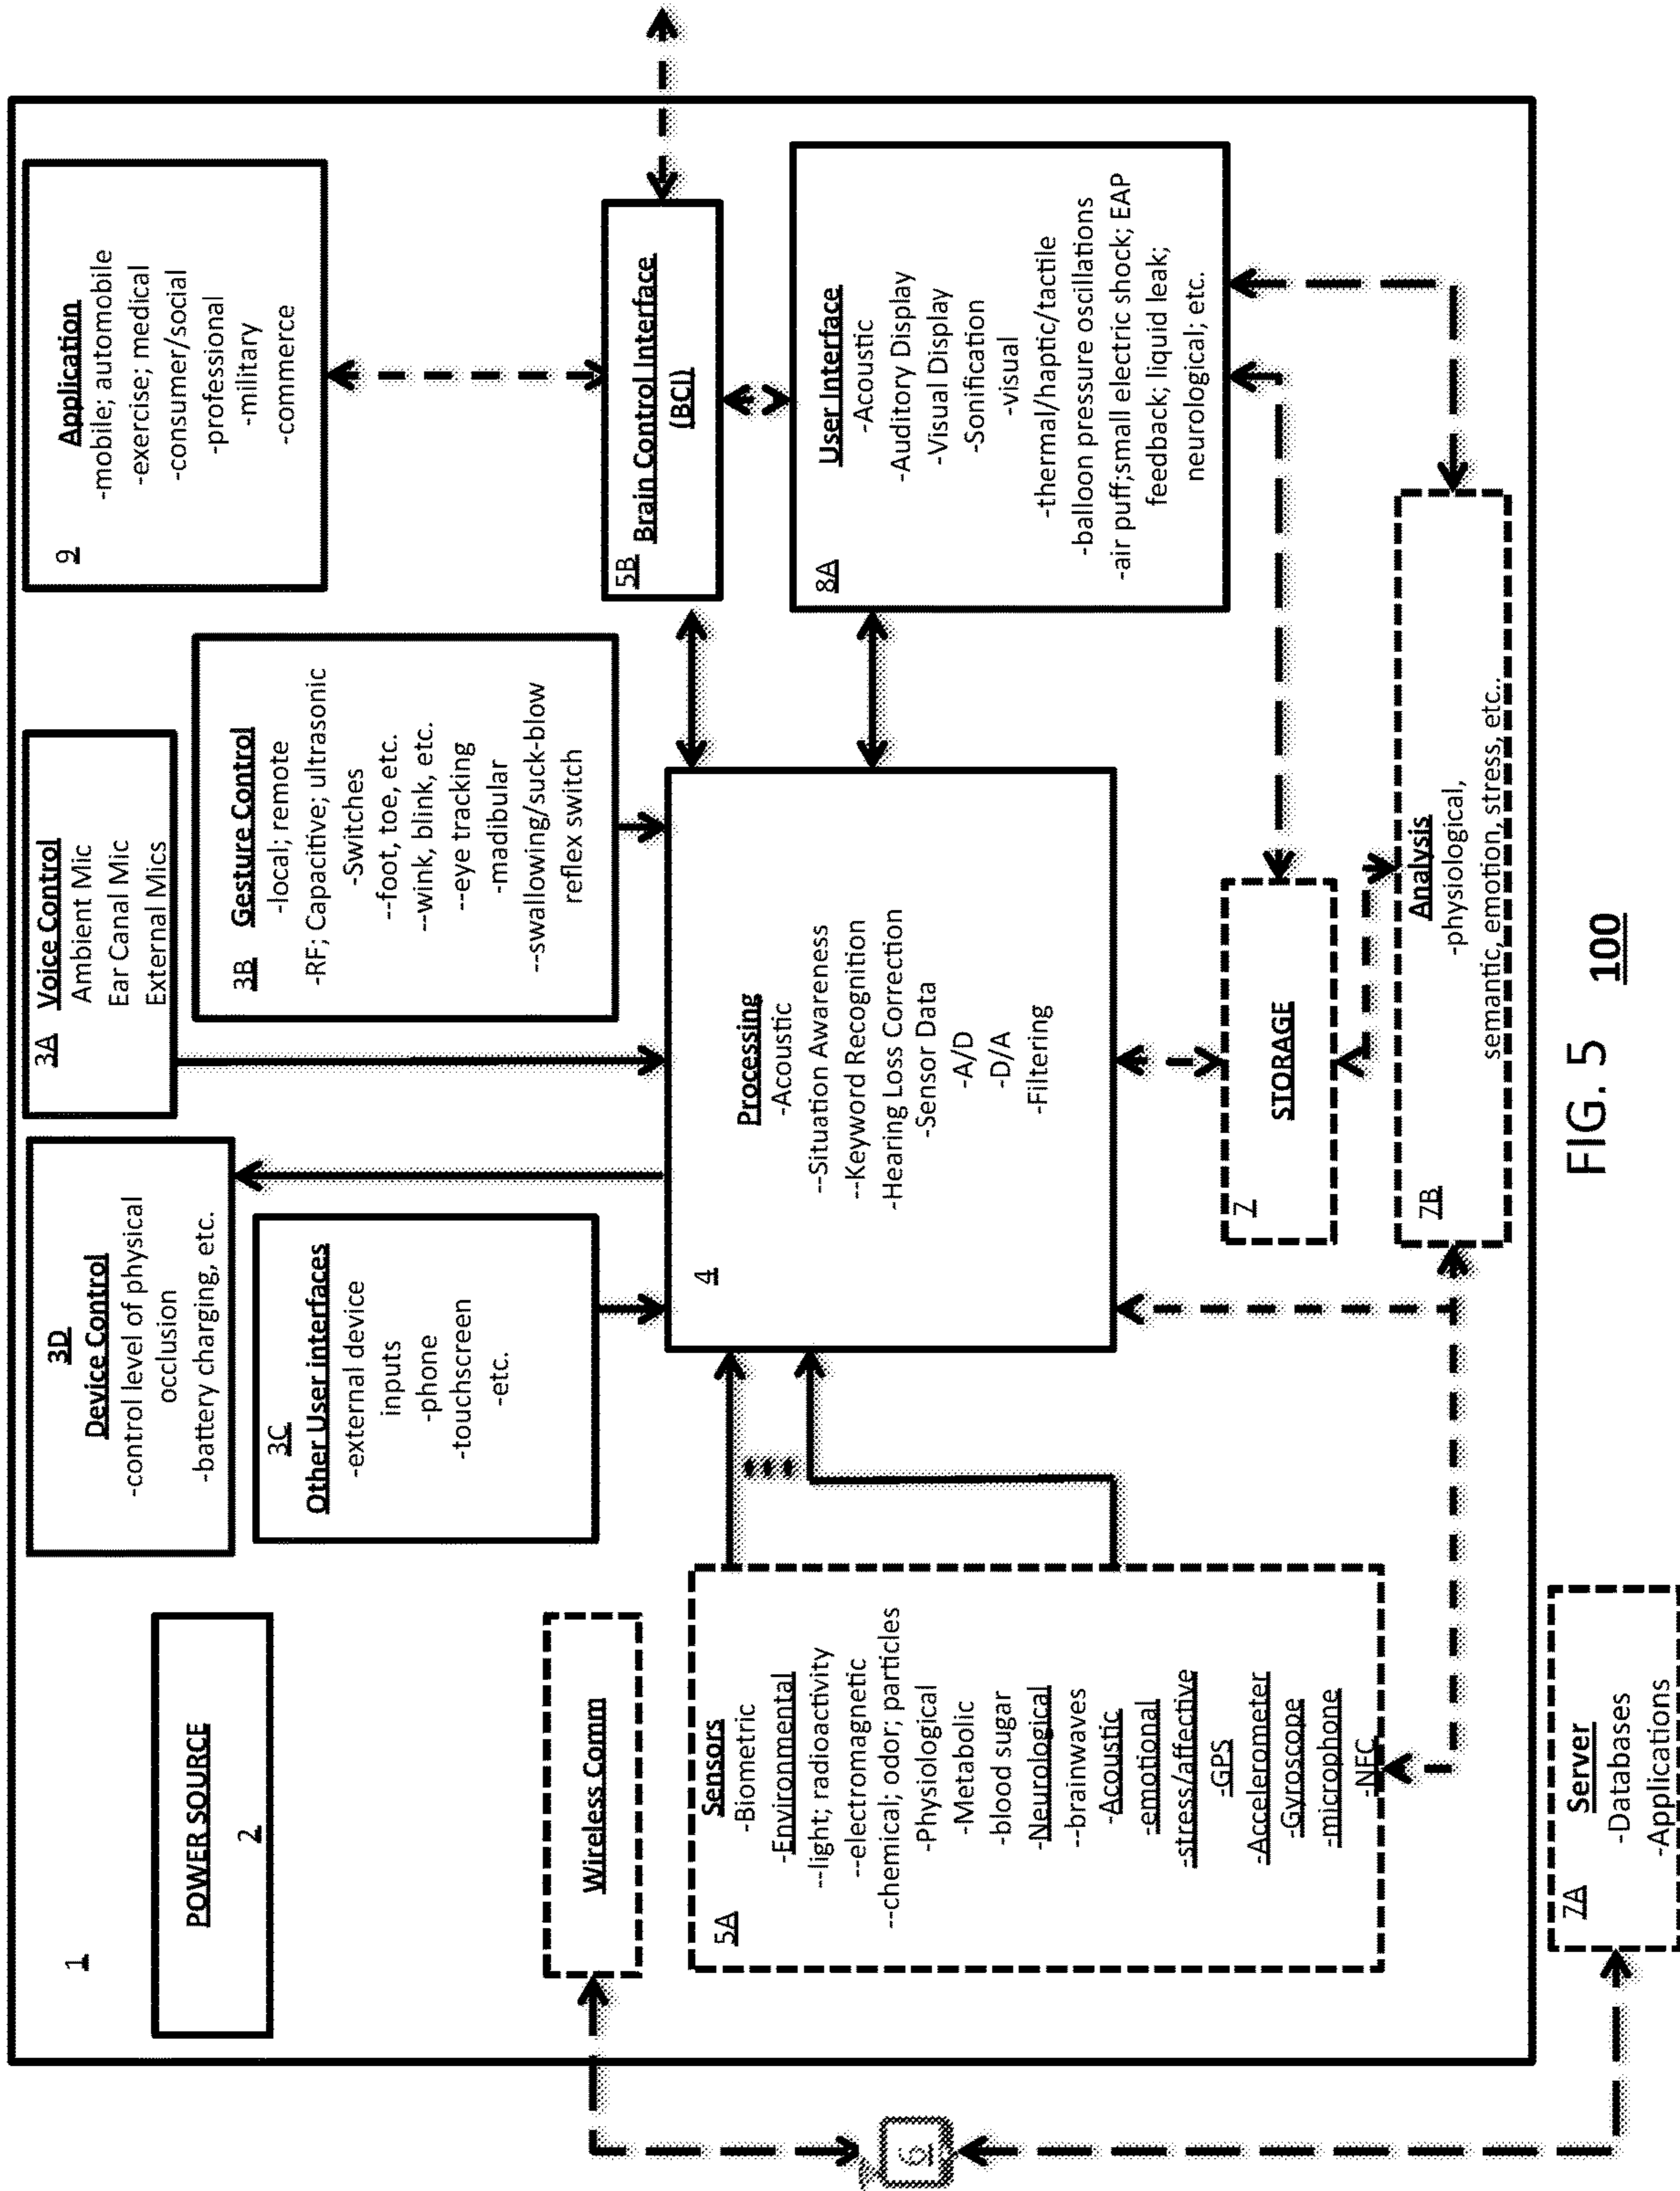 1
POWER SOURCE
2
3D
Device Control
-control level of physical
occlusion
-battery charging, etc.
3A Voice Control
Ambient Mic
Ear Canal Mic
External Mics
9
Application
-mobile; automobile
-exercise; medical
-consumer/social
-professional
-military
-commerce
3C
Other User interfaces
-external device
inputs
-phone
-touchscreen
-etc.
3B Gesture Control
-local; remote
-RF; Capacitive; ultrasonic
-Switches
--foot, toe, etc.
--wink, blink, etc.
--eye tracking
-madibular
--swallowing/suck-blow
reflex switch
Wireless Comm
5B
Brain Control Interface
(BCI)
5A
Sensors
-Biometric
-Environmental
--light; radioactivity
--electromagnetic
--chemical; odor; particles
-Physiological
-Metabolic
-blood sugar
-Neurological
--brainwaves
-Acoustic
-emotional
-stress/affective
-GPS
-Accelerometer
-Gyroscope
-microphone
-NFC
4
Processing
-Acoustic
--Situation Awareness
--Keyword Recognition
-Hearing Loss Correction
-Sensor Data
-A/D
-D/A
-Filtering
8A
User Interface
-Acoustic
-Auditory Display
-Visual Display
-Sonification
-visual
-thermal/haptic/tactile
-balloon pressure oscillations
-air puff;small electric shock; EAP
feedback; liquid leak;
neurological; etc.
6
7
STORAGE
7B
Analysis
-physiological,
semantic, emotion, stress, etc..
7A
Server
-Databases
-Applications
FIG. 5 100